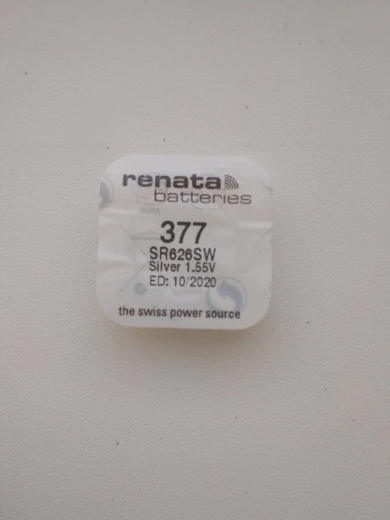 renata
batteries
377
SR626SW
Silver 1.55V
ED: 10/2020
the swiss power source